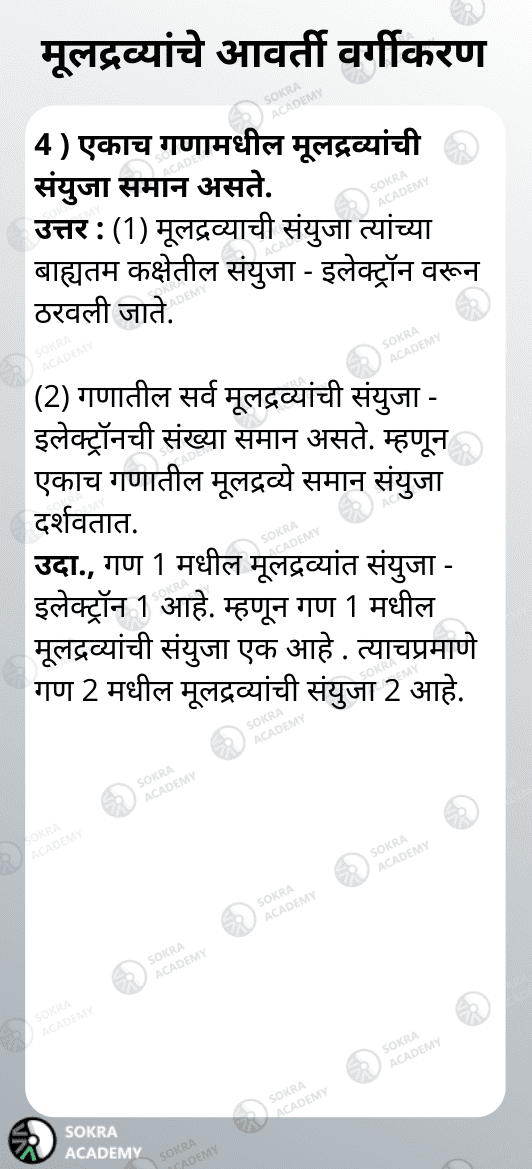 मूलद्रव्यांचे आवर्ती वर्गीकरण
4 ) एकाच गणामधील मूलद्रव्यांची
संयुजा समान असते.
उत्तर : (1) मूलद्रव्याची संयुजा त्यांच्या
बाह्यतम कक्षेतील संयुजा - इलेक्ट्रॉन वरून
ठरवली जाते.
(2) गणातील सर्व मूलद्रव्यांची संयुजा -
इलेक्ट्रॉनची संख्या समान असते. म्हणून
एकाच गणातील मूलद्रव्ये समान संयुजा
दर्शवतात.
उदा., गण 1 मधील मूलद्रव्यांत संयुजा -
इलेक्ट्रॉन 1 आहे. म्हणून गण 1 मधील
मूलद्रव्यांची संयुजा एक आहे . त्याचप्रमाणे
गण 2 मधील मूलद्रव्यांची संयुजा 2 आहे.
SOKRA
ACADEMY